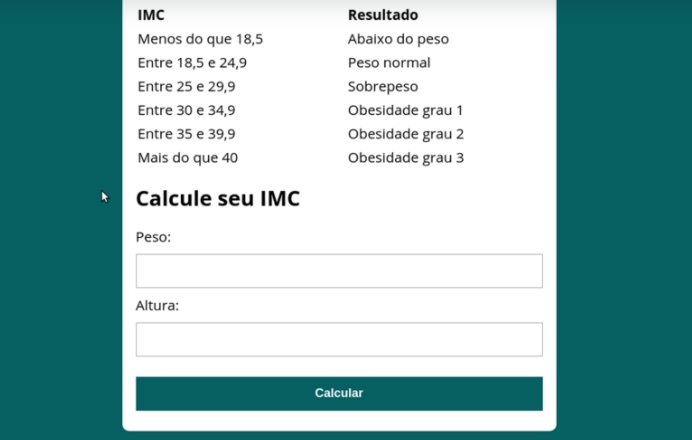 IMC Resultado
Menos do que 18,5 Abaixo do peso
Entre 18,5 e 24,9 Peso normal
Entre 25 e 29,9 Sobrepeso
Entre 30 e 34,9 Obesidade grau 1
Entre 35 e 39,9 Obesidade grau 2
Mais do que 40 Obesidade grau 3
Calcule seu IMC
Peso:
Altura:
Calcular